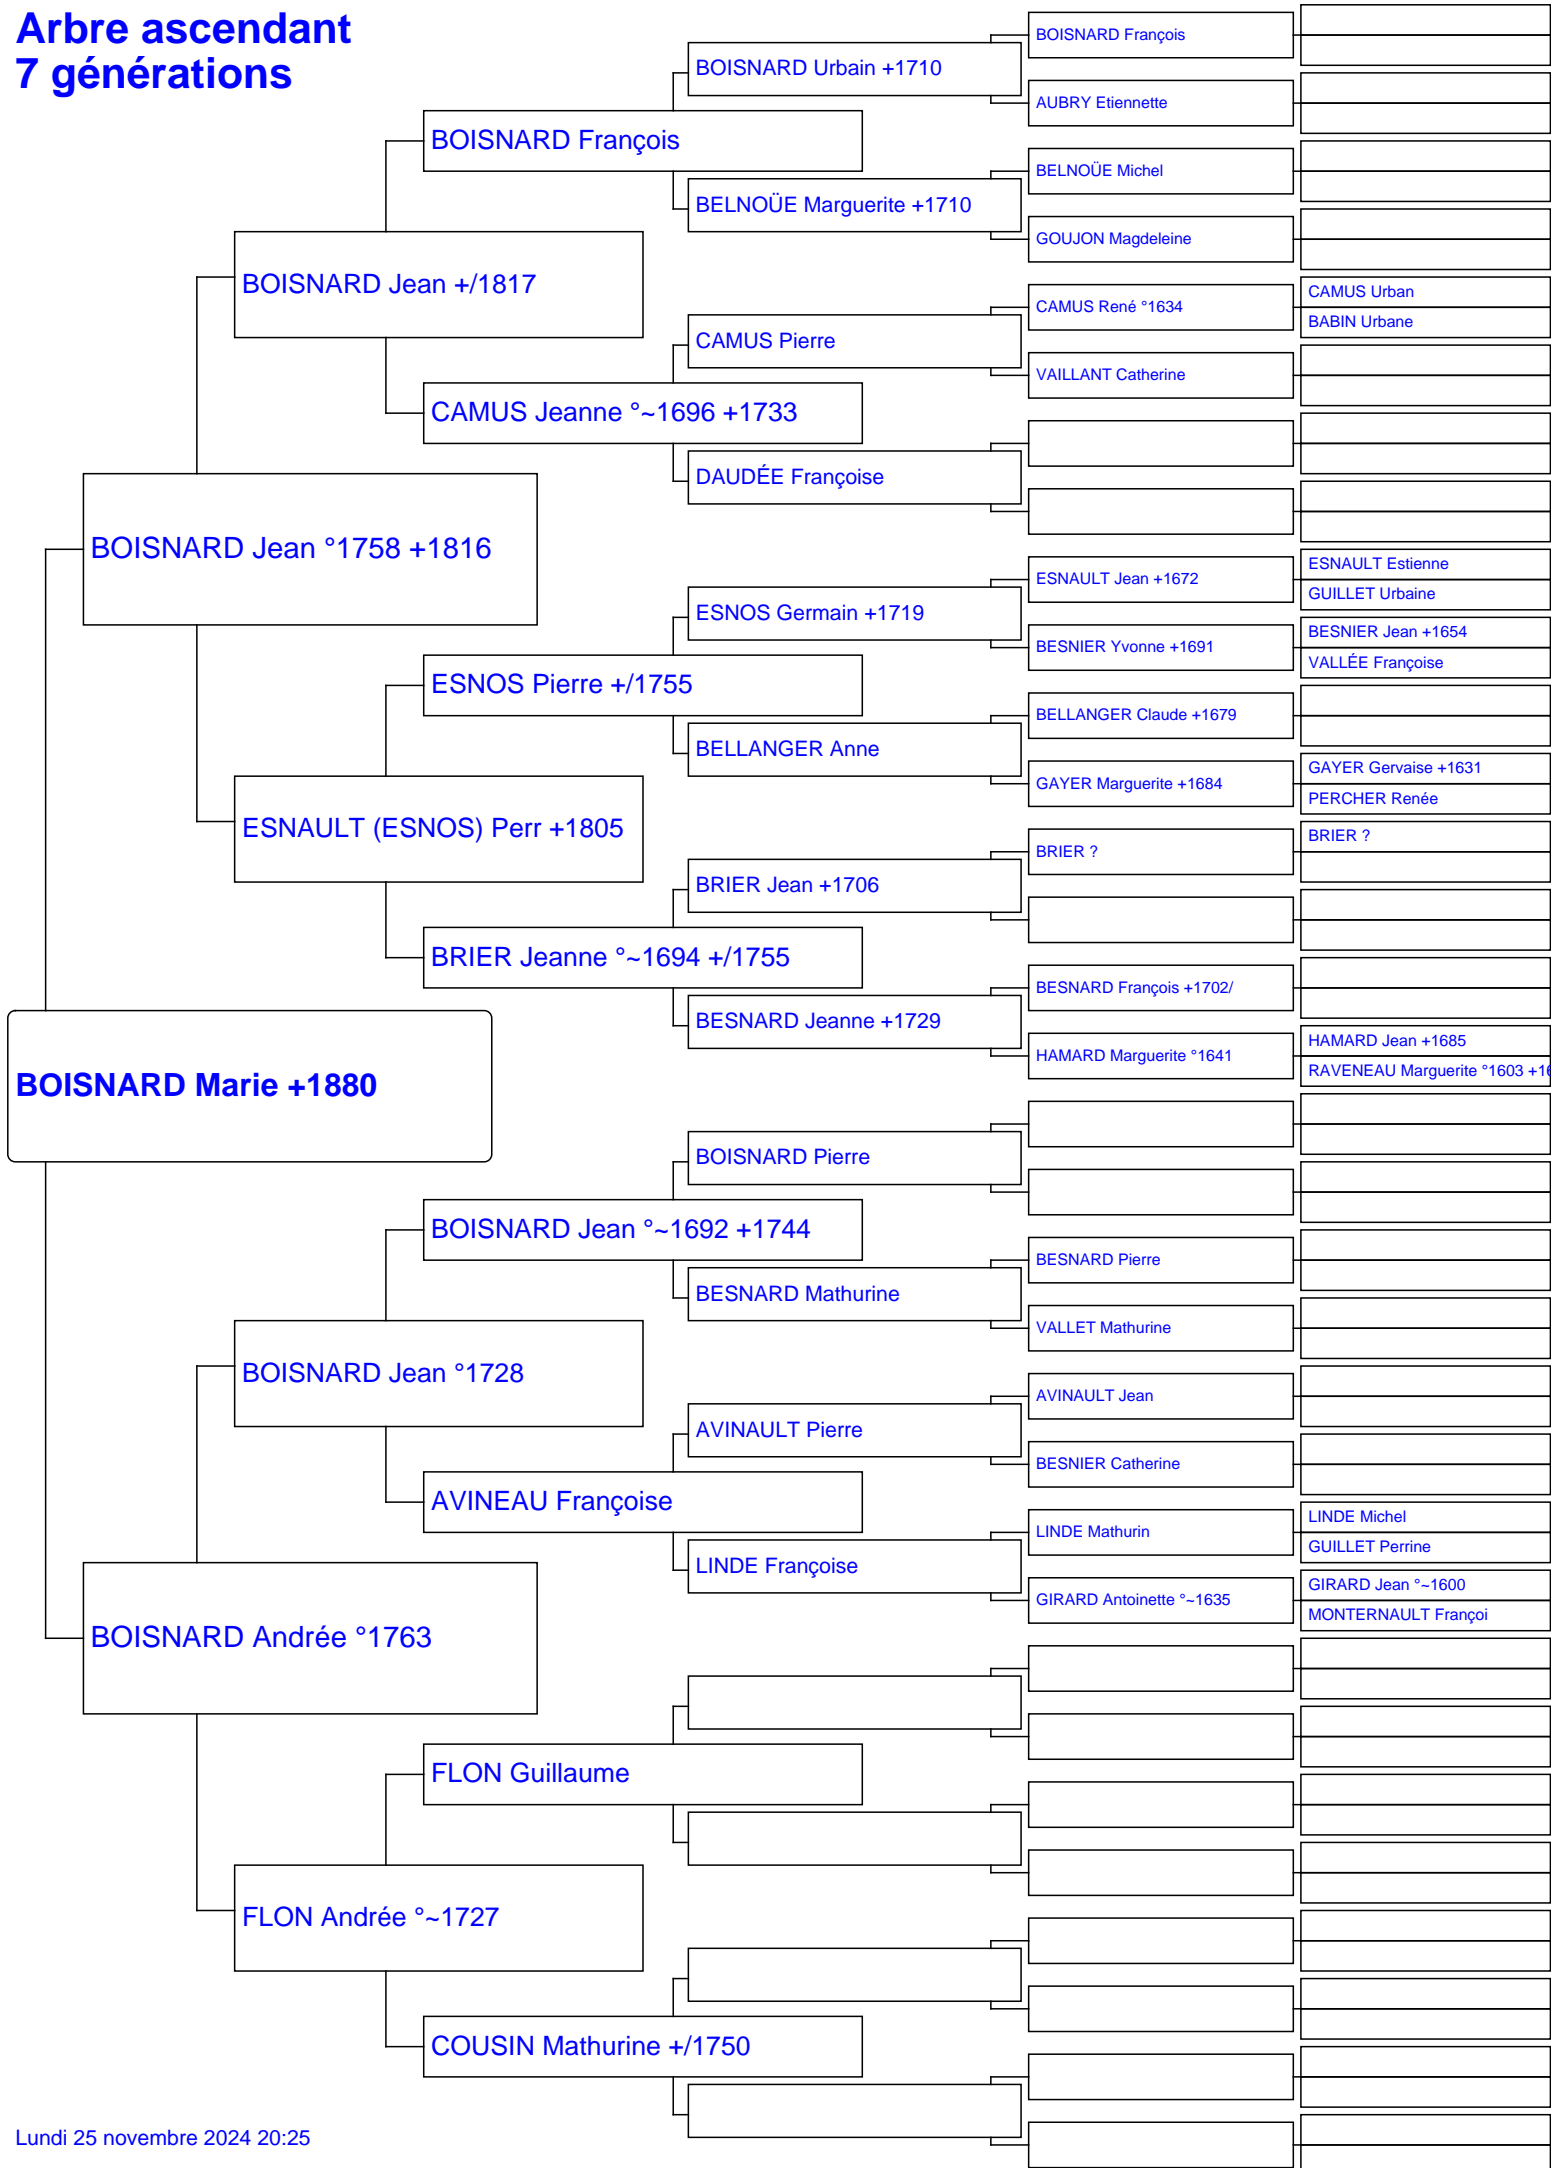 Arbre ascendant
7 générations
BOISNARD Marie +1880
BOISNARD Jean °1758 +1816
BOISNARD Andrée °1763
BOISNARD Jean +/1817
ESNAULT (ESNOS) Perr +1805
BOISNARD Jean °1728
FLON Andrée °~1727
BOISNARD François
CAMUS Jeanne °~1696 +1733
ESNOS Pierre +/1755
BRIER Jeanne °~1694 +/1755
BOISNARD Jean °~1692 +1744
AVINEAU Françoise
FLON Guillaume
COUSIN Mathurine +/1750
BOISNARD Urbain +1710
BELNOÜE Marguerite +1710
CAMUS Pierre
DAUDÉE Françoise
ESNOS Germain +1719
BELLANGER Anne
BRIER Jean +1706
BESNARD Jeanne +1729
BOISNARD Pierre
BESNARD Mathurine
AVINAULT Pierre
LINDE Françoise
BOISNARD François
AUBRY Etiennette
BELNOÜE Michel
GOUJON Magdeleine
CAMUS René °1634
VAILLANT Catherine
ESNAULT Jean +1672
BESNIER Yvonne +1691
BELLANGER Claude +1679
GAYER Marguerite +1684
BRIER ?
BESNARD François +1702/
HAMARD Marguerite °1641
BESNARD Pierre
VALLET Mathurine
AVINAULT Jean
BESNIER Catherine
LINDE Mathurin
GIRARD Antoinette °~1635
CAMUS Urban
BABIN Urbane
ESNAULT Estienne
GUILLET Urbaine
BESNIER Jean +1654
VALLÉE Françoise
GAYER Gervaise +1631
PERCHER Renée
BRIER ?
HAMARD Jean +1685
RAVENEAU Marguerite °1603
LINDE Michel
GUILLET Perrine
GIRARD Jean °~1600
MONTERNAULT Françoi
Lundi 25 novembre 2024 20:25